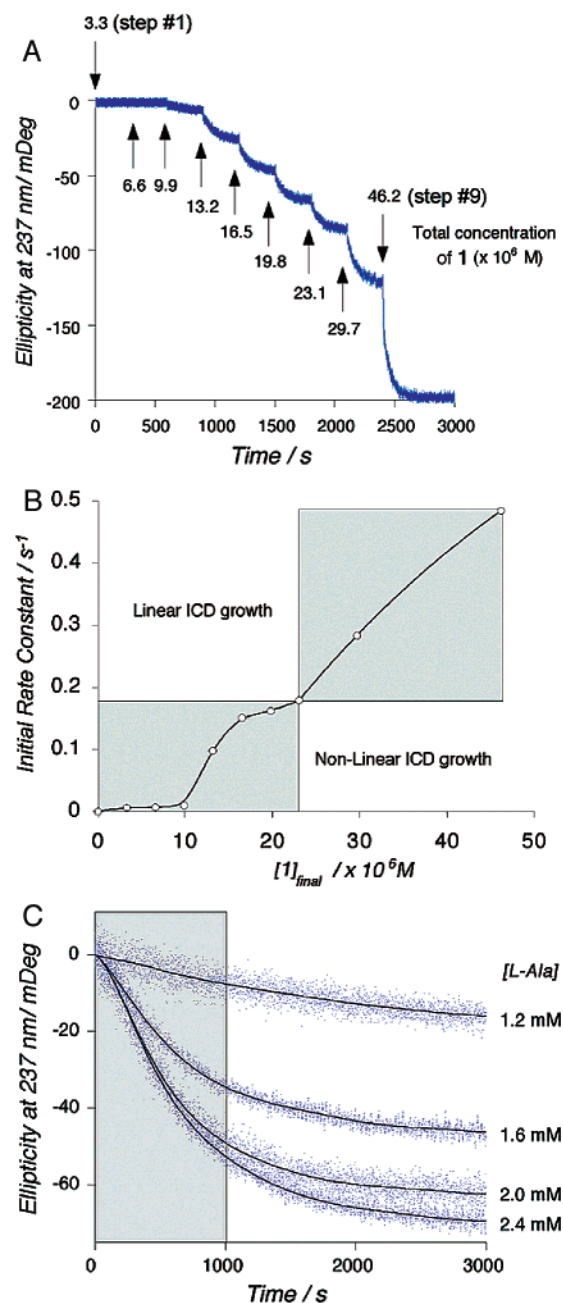 A
3.3 (step #1)
0
-50
-100
-150
-200
Ellipticity at 237 nm/ mDeg
6.6
9.9
13.2
16.5
19.8
23.1
29.7
46.2 (step #9)
Total concentration
of 1 (x 10⁶ M)
0
500
1000
1500
2000
2500
3000
Time / s
B
0.5
0.4
0.3
0.2
0.1
0
Initial Rate Constant / s⁻¹
Linear ICD growth
Non-Linear ICD growth
0
10
20
30
40
50
[1]final / x 10⁶M
C
0
-20
-40
-60
Ellipticity at 237 nm/ mDeg
[L-Ala]
1.2 mM
1.6 mM
2.0 mM
2.4 mM
0
1000
2000
3000
Time / s